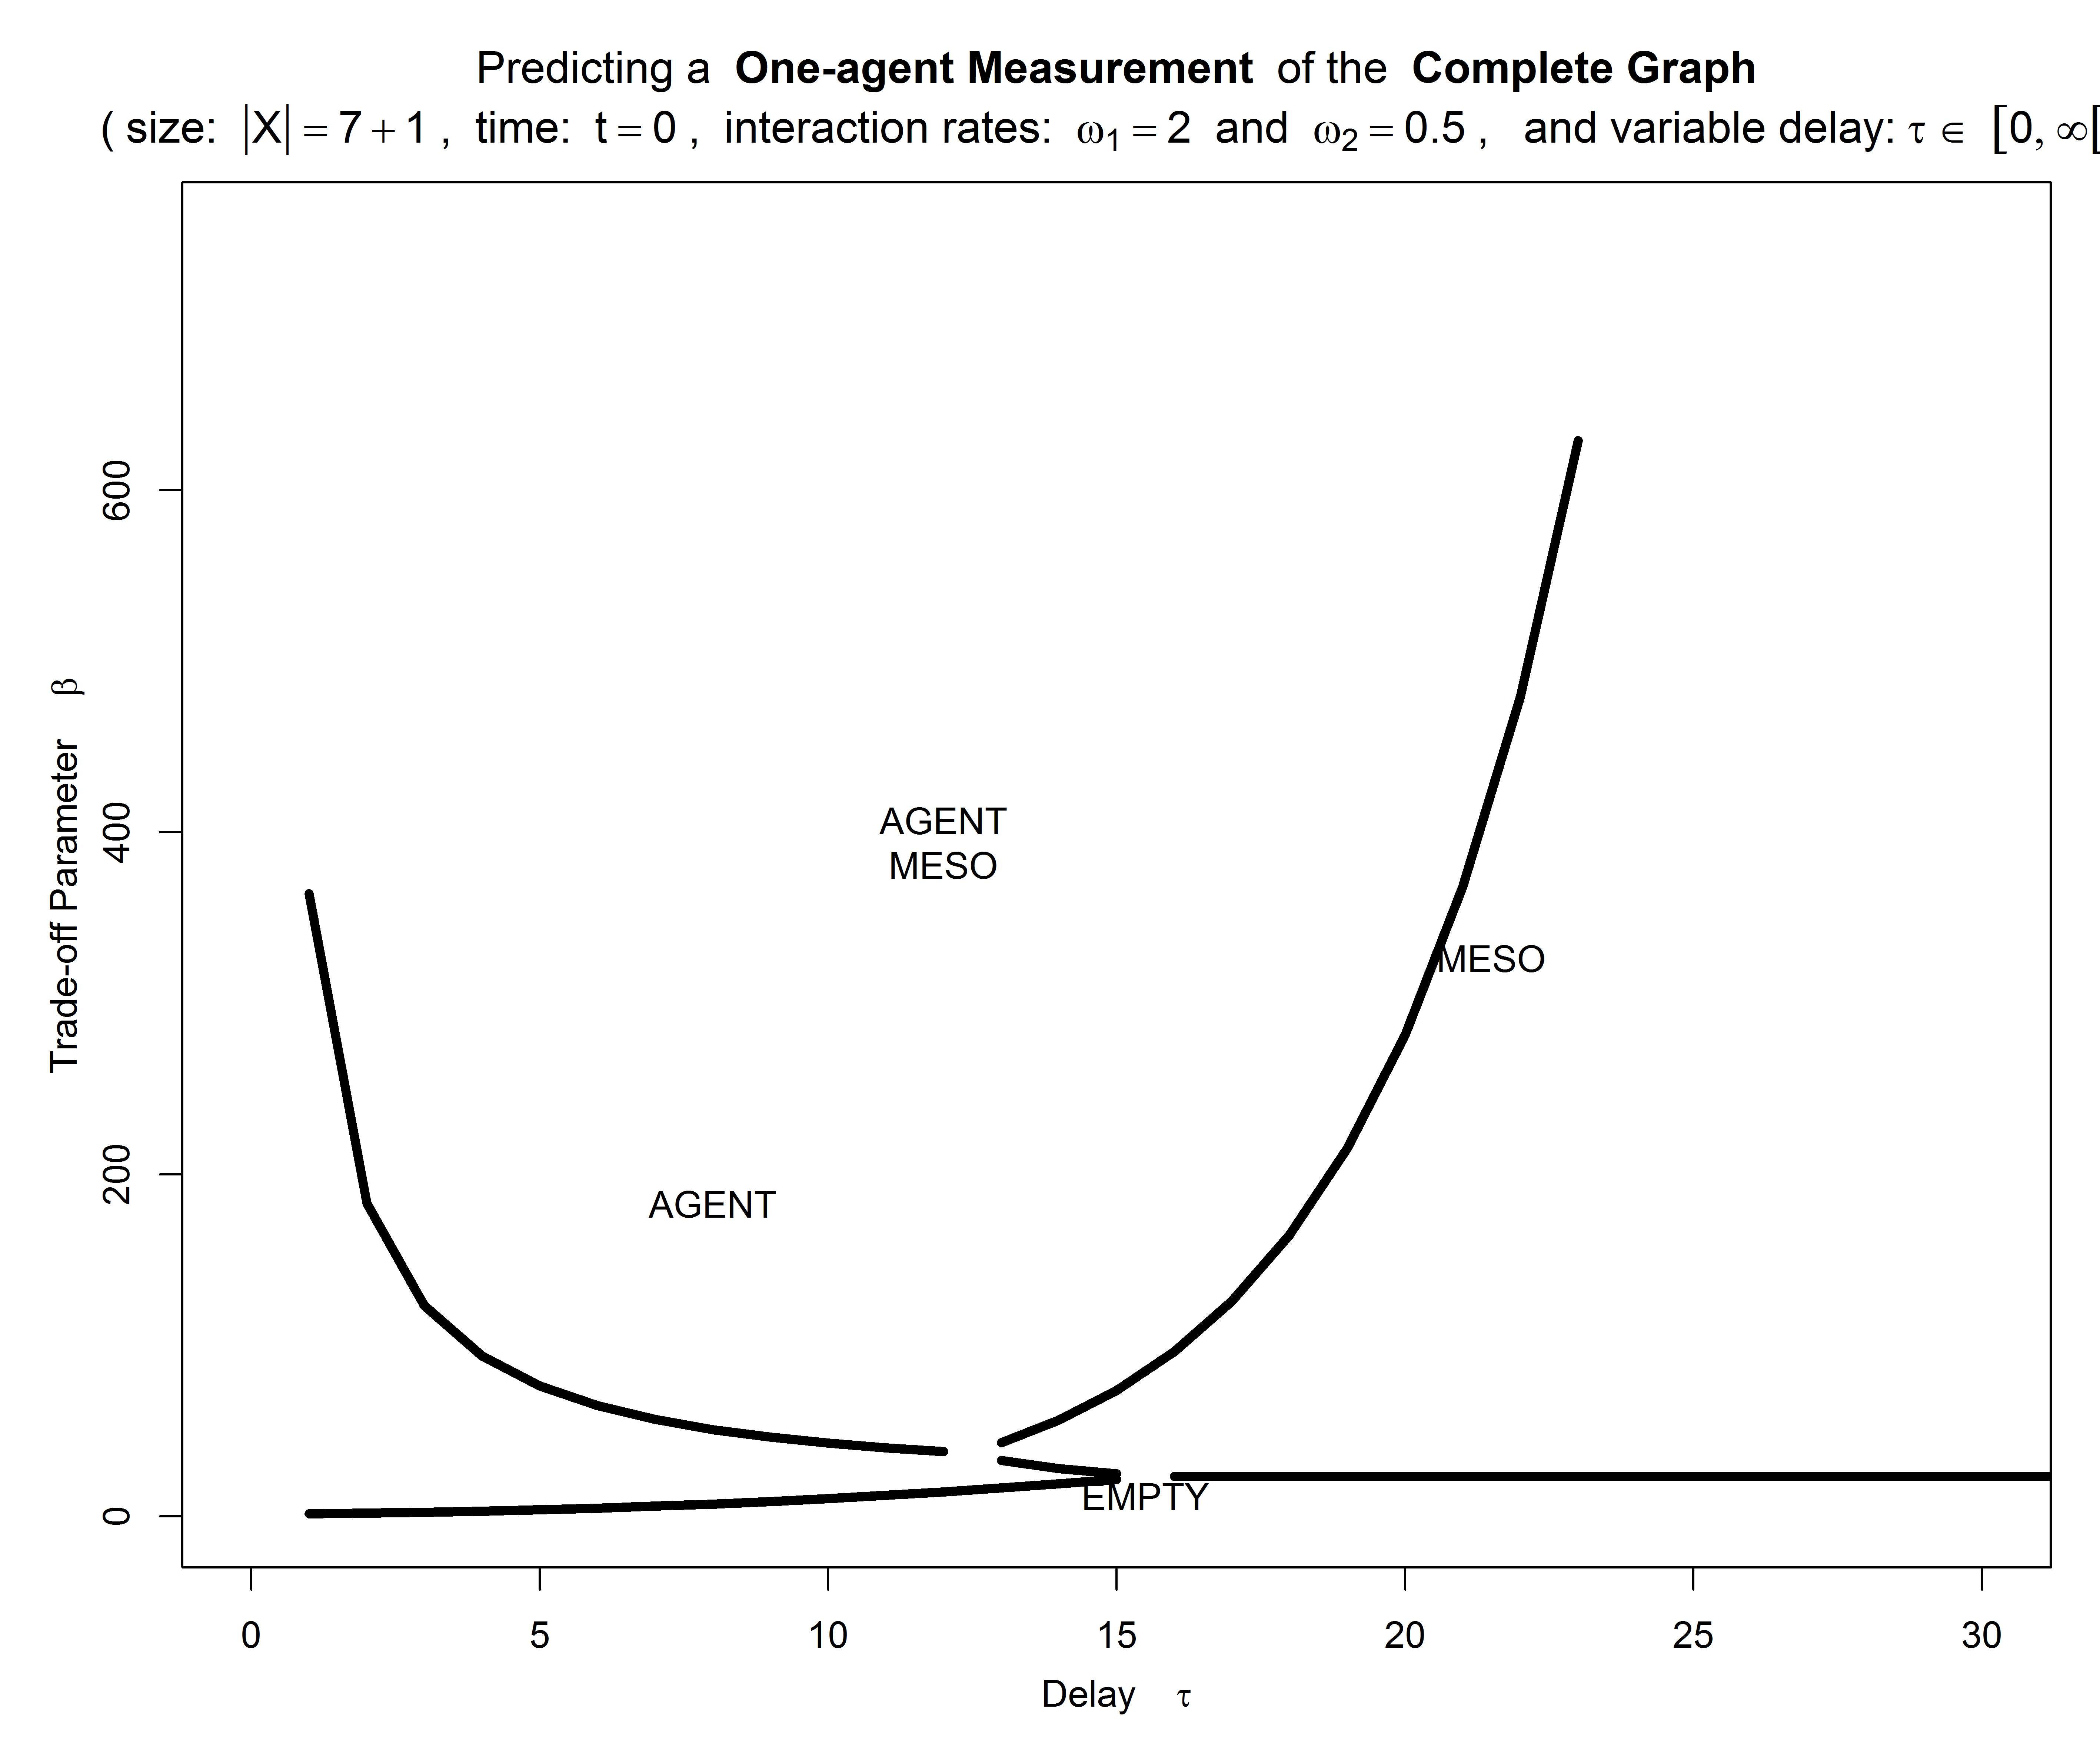 Predicting a One-agent Measurement of the Complete Graph
( size: |X| = 7 + 1 , time: t = 0 , interaction rates: ω1 = 2 and ω2 = 0.5 , and variable delay: τ ∈ [0, ∞[
600
400
200
0
Trade-off Parameter β
AGENT
MESO
MESO
AGENT
EMPTY
0 5 10 15 20 25 30
Delay τ